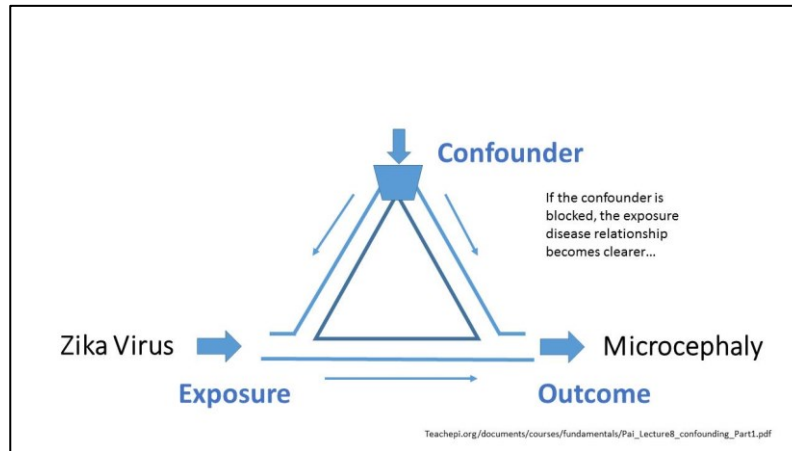 Confounder
If the confounder is
blocked, the exposure
disease relationship
becomes clearer...
Zika Virus
Microcephaly
Exposure
Outcome
Teachepi.org/documents/courses/fundamentals/Pai_Lecture8_confounding_Part1.pdf